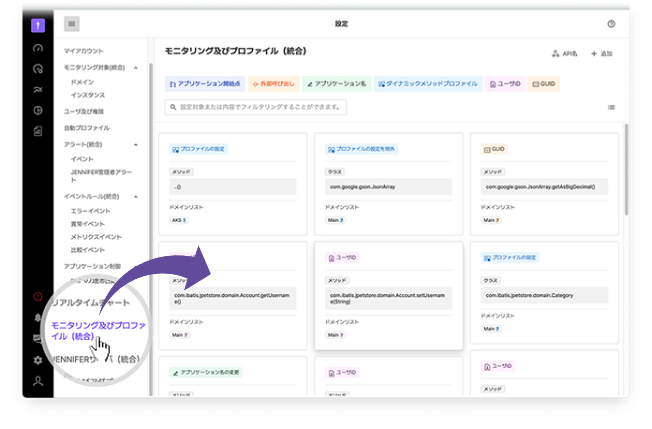 設定
マイアカウント
モニタリング対象(統合)
ドメイン
インスタンス
ユーザ及び権限
自動プロファイル
アラート(統合)
イベント
JENNIFER管理者アラー
ト
イベントルール(統合)
エラーイベント
異常イベント
メトリクスイベント
比較イベント
アプリケーション制御
リアルタイムチャート
モニタリング及びプロファ
イル（統合）
モニタリング及びプロファイル（統合）
API名
追加
アプリケーション開始点
外部呼び出し
アプリケーション名
ダイナミックメソッドプロファイル
ユーザID
GUID
設定対象または内容でフィルタリングすることができます。
プロファイルの設定
メソッド
..()
ドメインリスト
AKS 1
プロファイルの設定を除外
クラス
com.google.gson.JsonArray
ドメインリスト
Main 2
GUID
メソッド
com.google.gson.JsonArray.getAsBigDecimal()
ドメインリスト
Main 2
メソッド
com.ibatis.jpetstore.domain.Account.getUsername
e()
ドメインリスト
Main 2
ユーザID
メソッド
com.ibatis.jpetstore.domain.Account.setUsername
e(String)
ドメインリスト
Main 2
プロファイルの設定
クラス
com.ibatis.jpetstore.domain.Category
ドメインリスト
Main 2
アプリケーション名の変更
ユーザID
メソッド
ユーザID